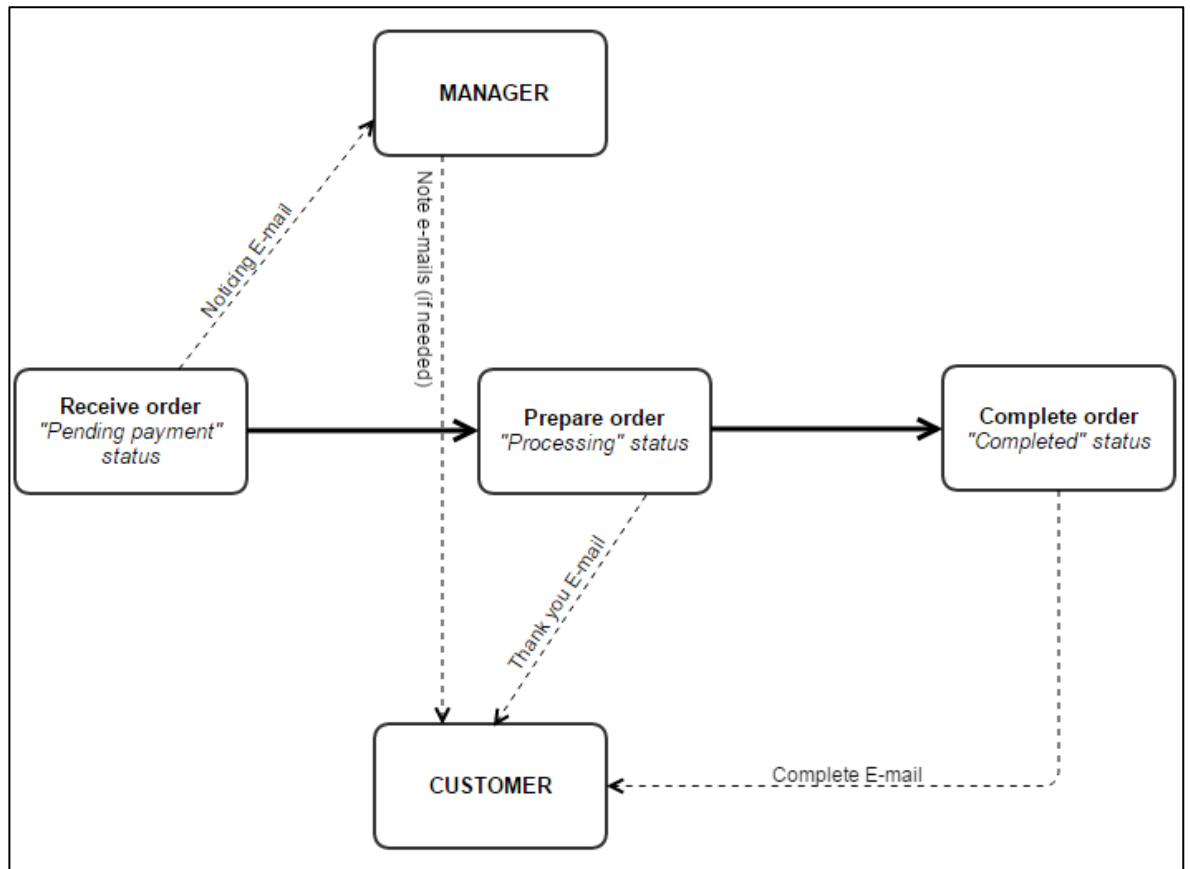 MANAGER
Noticing E-mail
Note e-mails (if needed)
Receive order
"Pending payment"
status
Prepare order
"Processing" status
Complete order
"Completed" status
Thank you E-mail
Complete E-mail
CUSTOMER